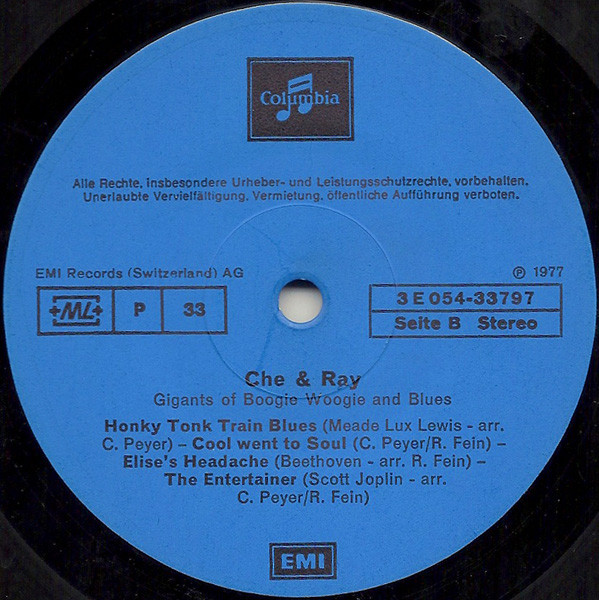 Columbia
Alle Rechte, insbesondere Urheber- und Leistungsschutzrechte, vorbehalten.
Unerlaubte Vervielfältigung, Vermietung, öffentliche Aufführung verboten.
EMI Records (Switzerland) AG
℗ 1977
ML P 33
3 E 054-33797
Seite B Stereo
Che & Ray
Gigants of Boogie Woogie and Blues
Honky Tonk Train Blues (Meade Lux Lewis - arr.
C. Peyer) – Cool went to Soul (C. Peyer/R. Fein) –
Elise's Headache (Beethoven - arr. R. Fein) –
The Entertainer (Scott Joplin - arr.
C. Peyer/R. Fein)
EMI